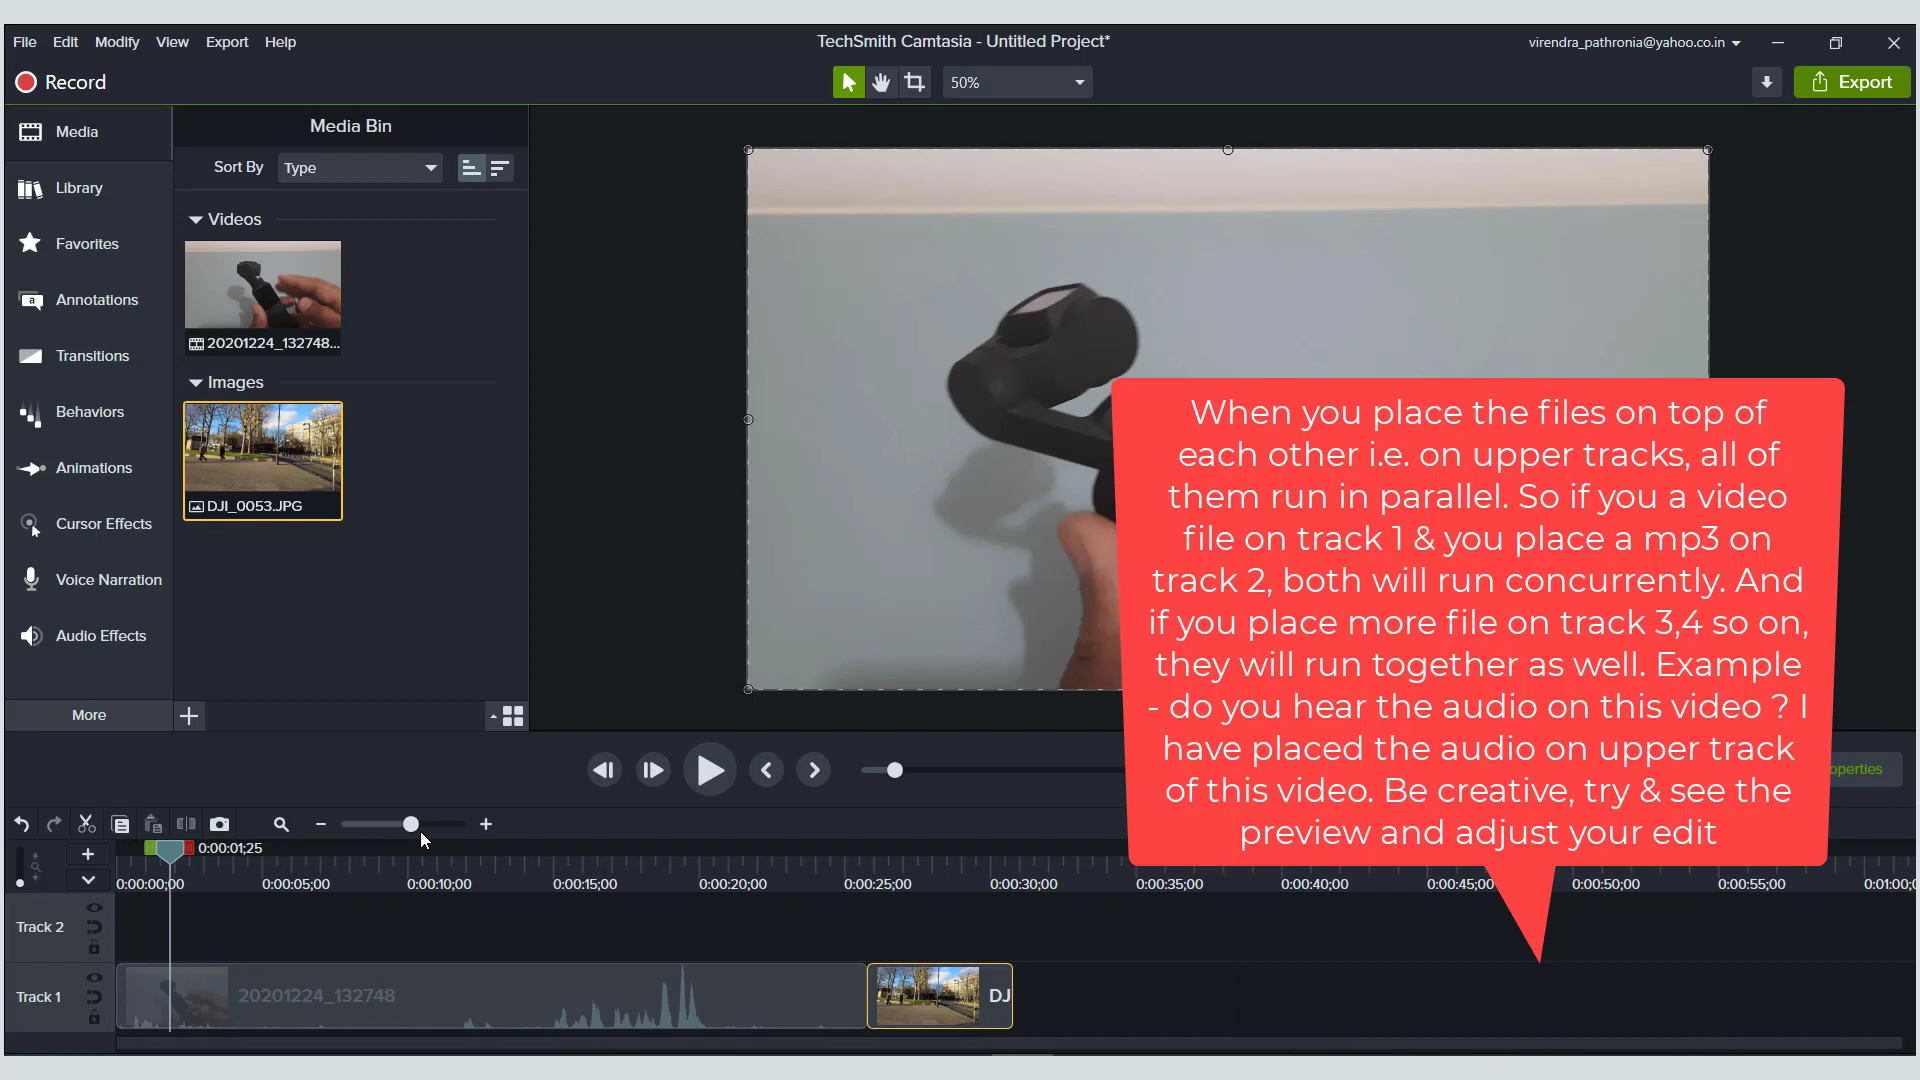 File Edit Modify View Export Help
TechSmith Camtasia - Untitled Project*
virendra_pathronia@yahoo.co.in
Record
50%
Export
Media
Library
Favorites
a
Annotations
Transitions
Behaviors
Animations
Cursor Effects
Voice Narration
Audio Effects
More
Media Bin
Sort By Type
Videos
20201224_132748...
Images
DJI_0053.JPG
When you place the files on top of
each other i.e. on upper tracks, all of
them run in parallel. So if you a video
file on track 1 & you place a mp3 on
track 2, both will run concurrently. And
if you place more file on track 3,4 so on,
they will run together as well. Example
- do you hear the audio on this video ? I
have placed the audio on upper track
of this video. Be creative, try & see the
preview and adjust your edit
operties
0:00:01;25
0:00:00;00 0:00:05;00 0:00:10;00 0:00:15;00 0:00:20;00 0:00:25;00 0:00:30;00 0:00:35;00 0:00:40;00 0:00:45;00 0:00:50;00 0:00:55;00 0:01:00;0
Track 2
Track 1
20201224_132748
DJ